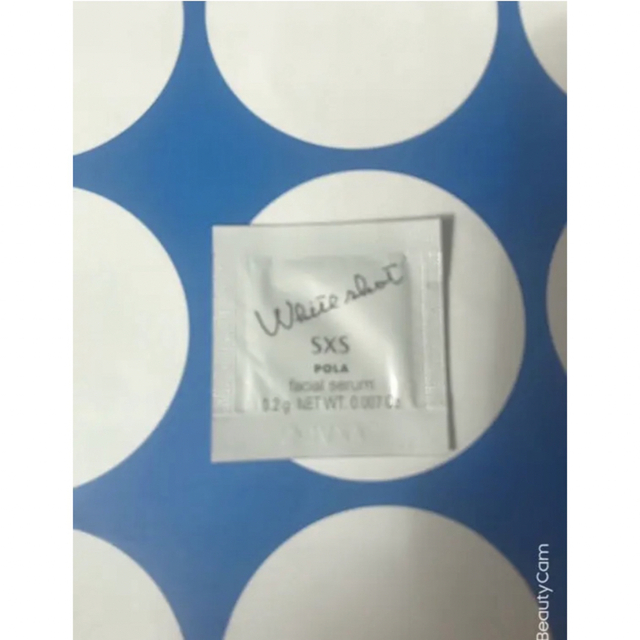 White shot
SXS
POLA
facial serum
0.2g NET WT. 0.007 Oz
BeautyCam